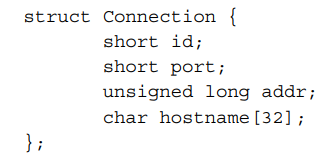 struct Connection {
short id;
short port;
unsigned long addr;
char hostname[32];
};